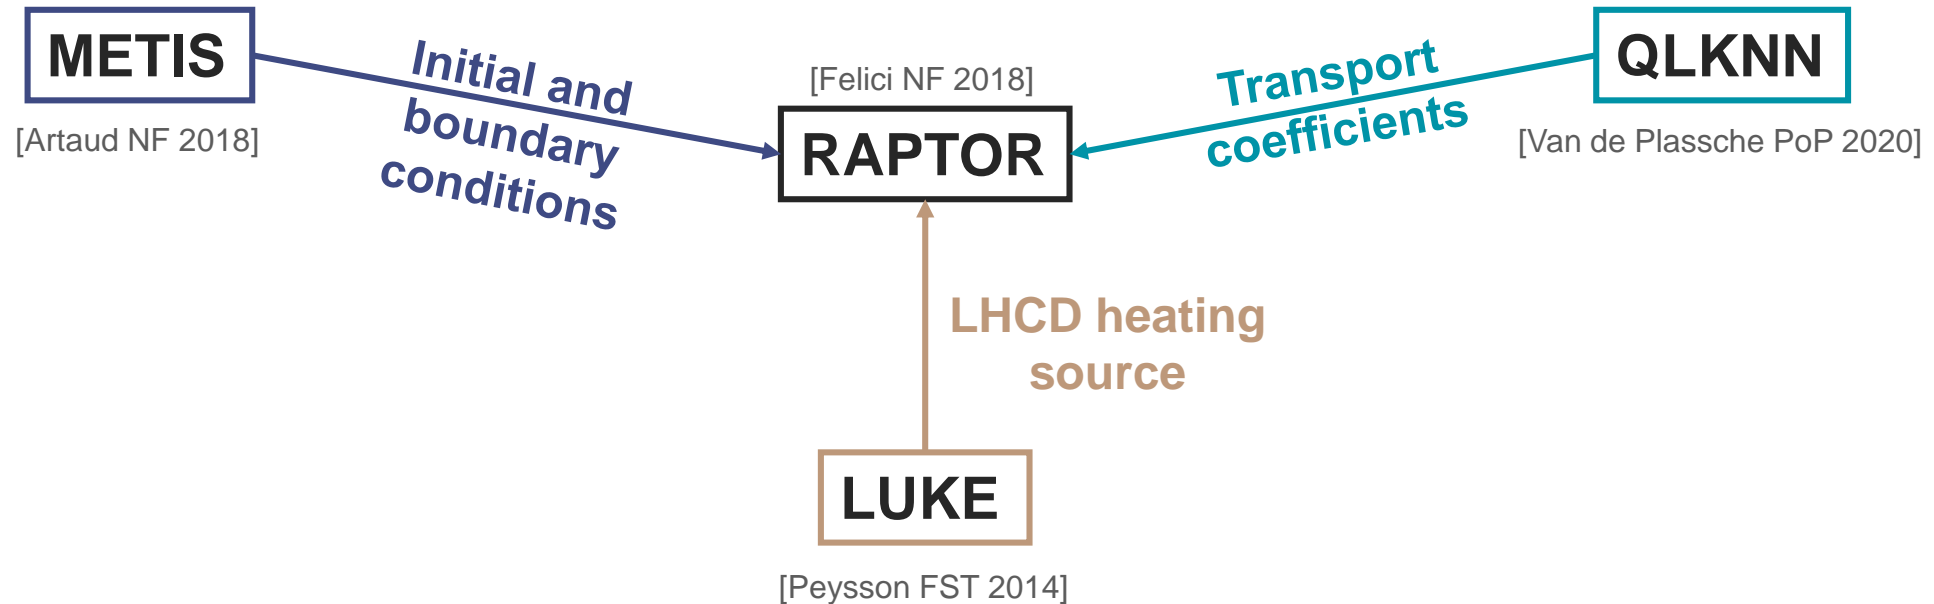 METIS
[Artaud NF 2018]
Initial and
boundary
conditions
[Felici NF 2018]
RAPTOR
Transport
coefficients
QLKNN
[Van de Plassche PoP 2020]
LHCD heating
source
LUKE
[Peysson FST 2014]